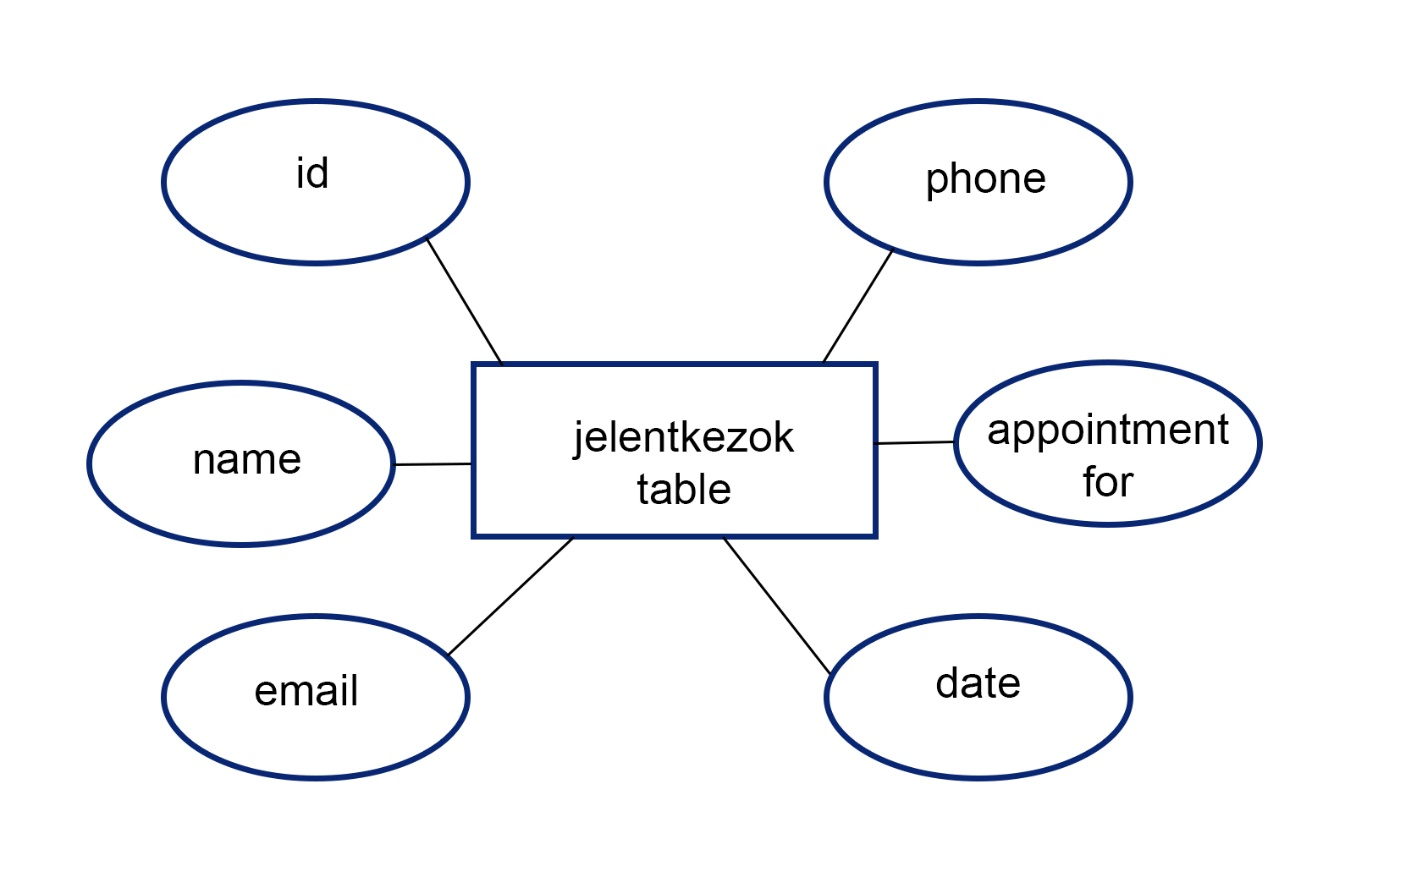 id
phone
name
jelentkezok
table
appointment
for
email
date